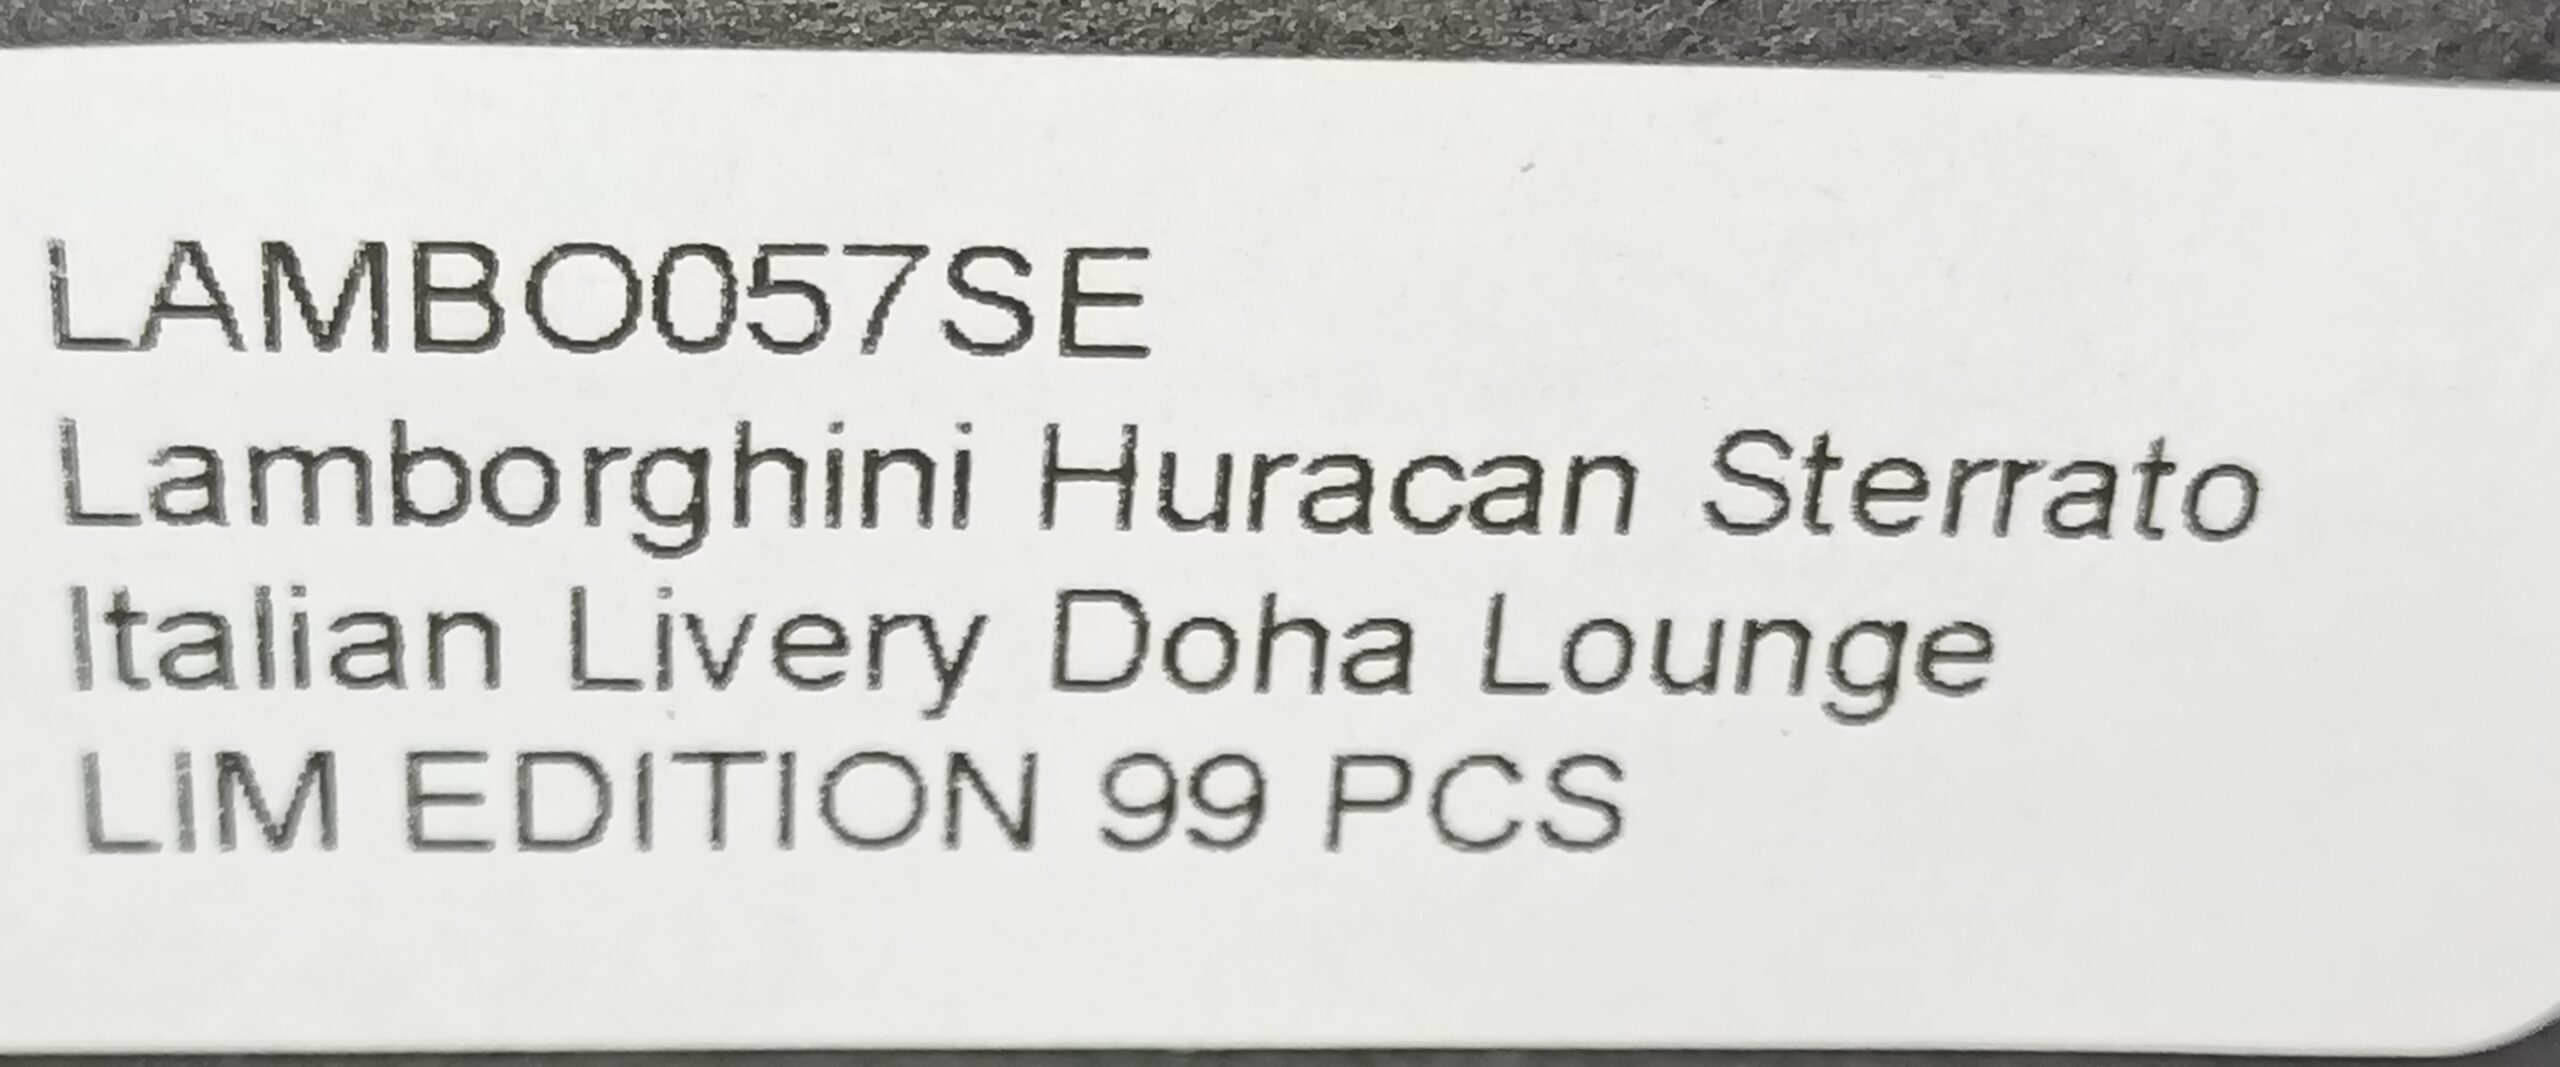 LAMBO057SE
Lamborghini Huracan Sterrato
Italian Livery Doha Lounge
LIM EDITION 99 PCS